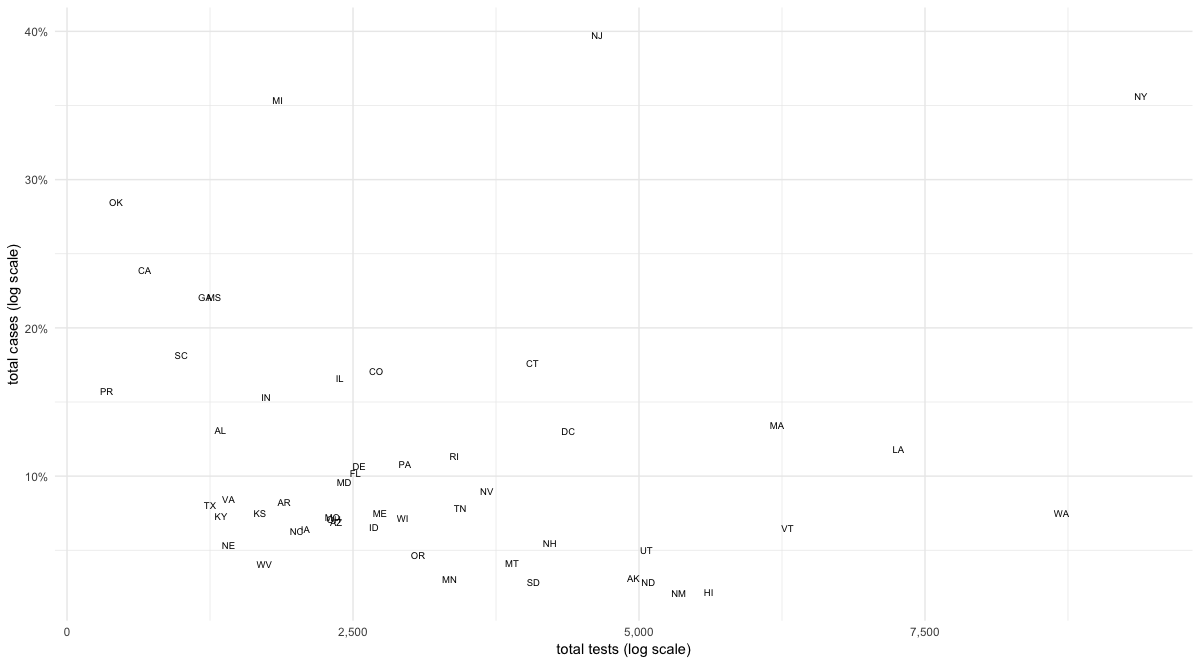 40%
NJ
NY
MI
30%
OK
CA
GA MS
20%
SC
CT
CO
IL
PR
IN
AL
DC
MA
LA
RI
PA
DE
FL
10%
MD
NV
VA
AR
TX
TN
KS
ME
WA
KY
MO
WI
AZ
ID
IA
NC
VT
NE
NH
UT
OR
WV
MT
MN
AK
SD
ND
NM
HI
0
2,500
5,000
7,500
total tests (log scale)
total cases (log scale)